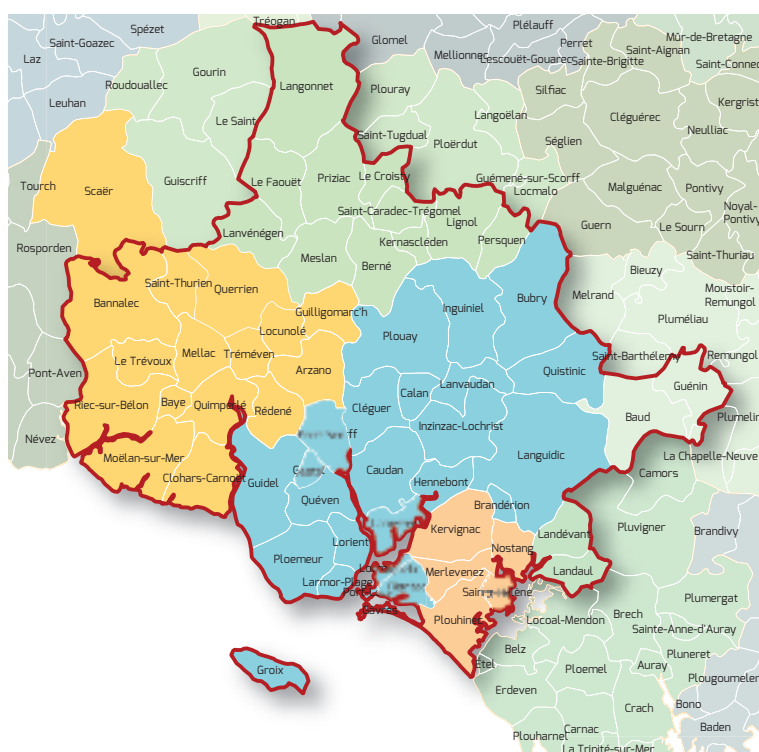 Tréogan
Spézet
Plélauff
Mûr-de-Bretagne
Saint-Goazec
Glomel
Perret
Saint-Aignan
Laz
Mellionnec
Lescouët-Gouarec
Sainte-Brigitte
Saint-Connec
Gourin
Roudouallec
Langonnet
Plouray
Silfiac
Leuhan
Kergrist
Le Saint
Langoëlan
Cléguérec
Saint-Tugdual
Neulliac
Ploërdut
Séglien
Tourch
Scaër
Guiscriff
Le Faouët
Priziac
Le Croisty
Guémené-sur-Scorff
Locmalo
Malguénac
Pontivy
Noyal-
Pontivy
Saint-Caradec-Trégomel
Lignol
Guern
Le Sourn
Rosporden
Lanvénégen
Kernascléden
Persquen
Saint-Thuriau
Meslan
Berné
Bieuzy
Saint-Thurien
Querrien
Moustoir-
Remungol
Bannalec
Bubry
Melrand
Guilligomarc'h
Inguiniel
Pluméliau
Locunolé
Plouay
Mellac
Tréméven
Le Trévoux
Saint-Barthélemy
Remungol
Pont-Aven
Arzano
Quistinic
Lanvaudan
Guénin
Calan
Riec-sur-Bélon
Baye
Quimperlé
Rédené
Cléguer
Baud
Plumelin
Inzinzac-Lochrist
Névez
Moëlan-sur-Mer
Languidic
La Chapelle-Neuve
Clohars-Carnoët
Guidel
Caudan
Hennebont
Camors
Quéven
Brandérion
Kervignac
Landévant
Pluvigner
Brandivy
Lorient
Nostang
Ploemeur
Merlevenez
Landaul
Larmor-Plage
Plumergat
Plouhinec
Locoal-Mendon
Brech
Sainte-Anne-d'Auray
Belz
Pluneret
Étel
Ploemel
Auray
Groix
Plougoumelen
Erdeven
Crach
Bono
Carnac
Baden
Plouharnel
La Trinité-sur-Mer